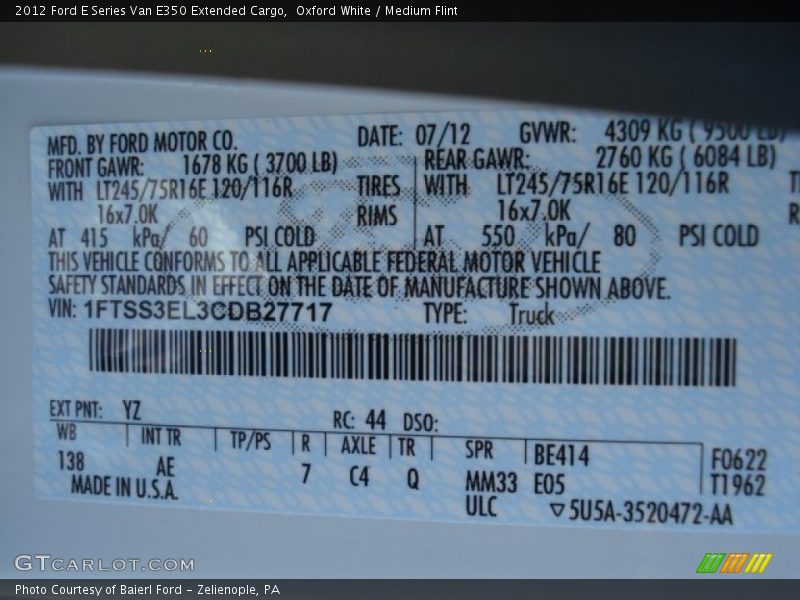 2012 Ford E Series Van E350 Extended Cargo,  Oxford White / Medium Flint
MFD. BY FORD MOTOR CO. DATE: 07/12 GVWR: 4309 KG ( 9500 LB)
FRONT GAWR: 1678 KG ( 3700 LB) REAR GAWR: 2760 KG ( 6084 LB)
WITH LT245/75R16E 120/116R TIRES WITH LT245/75R16E 120/116R
16x7.0K RIMS 16x7.0K
AT 415 kPa/ 60 PSI COLD AT 550 kPa/ 80 PSI COLD
THIS VEHICLE CONFORMS TO ALL APPLICABLE FEDERAL MOTOR VEHICLE
SAFETY STANDARDS IN EFFECT ON THE DATE OF MANUFACTURE SHOWN ABOVE.
VIN: 1FTSS3EL3CDB27717 TYPE: Truck
EXT PNT: YZ RC: 44 DSO:
WB INT TR TP/PS R AXLE TR SPR BE414 F0622
138 AE 7 C4 Q MM33 E05 T1962
MADE IN U.S.A. ULC ▽5U5A-3520472-AA
GTCARLOT.COM
Photo Courtesy of Baierl Ford - Zelienople, PA